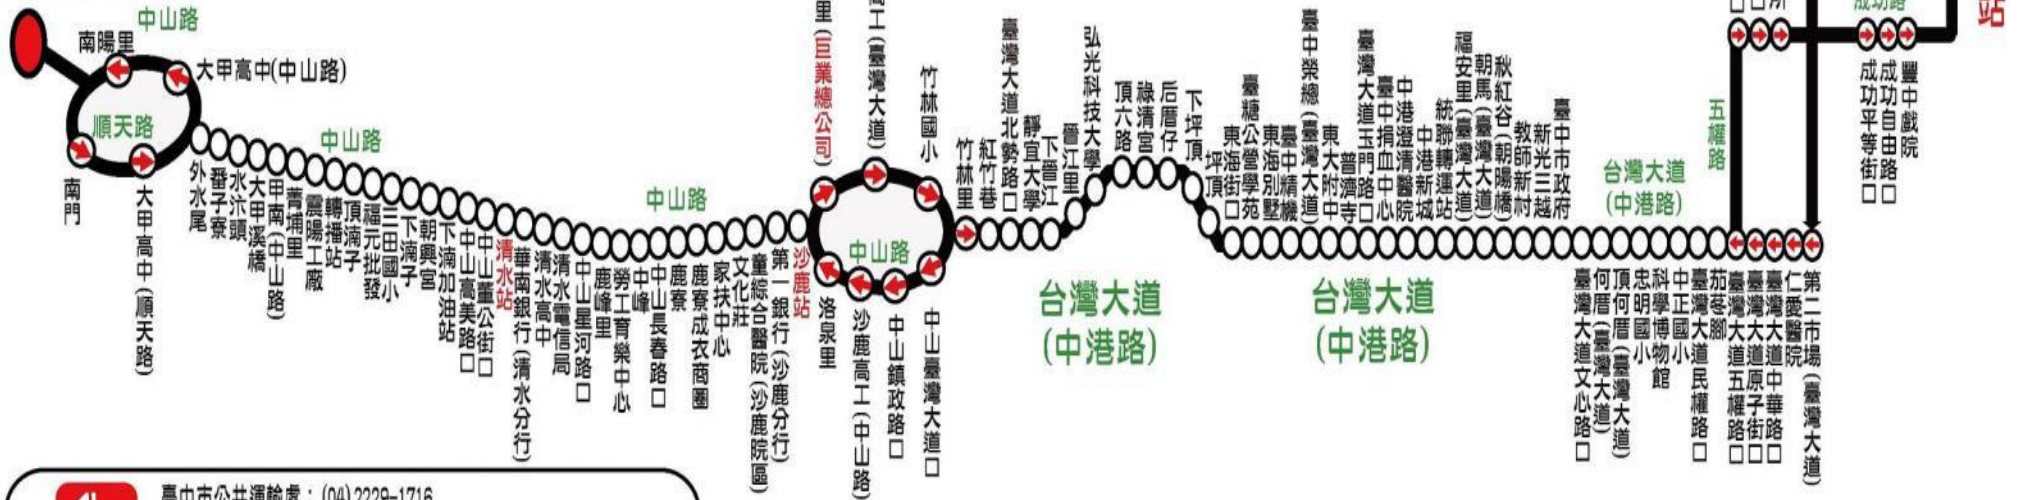 中山路
南陽里
大甲高中(中山路)
順天路
南門
大甲高中(順天路)
中山路
外水尾
番子寮
水汴頭
大甲溪橋
甲南(中山路)
菁埔里
震陽工廠
轉播站
頂湳子
福元批發
三田國小
下湳子
朝興宮
下湳加油站
中山高美路口
中山董公街口
清水站
華南銀行(清水分行)
清水高中
清水電信局
中山星河路口
鹿峰里
勞工育樂中心
中峰
中山長春路口
鹿寮
鹿寮成衣商圈
家扶中心
文化莊
童綜合醫院(沙鹿院區)
第一銀行(沙鹿分行)
沙鹿站
中山路
里(巨業總公司)
工(臺灣大道)
竹林國小
中山路
洛泉里
沙鹿高工(中山路)
中山鎮政路口
中山臺灣大道口
竹林里
紅竹巷
臺灣大道北勢路口
靜宜大學
下晉江
晉江里
弘光科技大學
頂六路
祿清宮
后厝仔
下坪頂
坪頂
東海街口
臺糖公營學苑
東海別墅
臺中精機
臺中榮總(臺灣大道)
東大附中
普濟寺
臺灣大道玉門路口
臺中捐血中心
中港澄清醫院
中港新城
統聯轉運站
福安里(臺灣大道)
朝馬(臺灣大道)
秋紅谷(朝陽橋)
教師新村
新光三越
臺中市政府
台灣大道
(中港路)
台灣大道
(中港路)
台灣大道
(中港路)
臺灣大道文心路口
何厝(臺灣大道)
頂何厝(臺灣大道)
忠明國小
科學博物館
中正國小
臺灣大道民權路口
茄苳腳
臺灣大道五權路口
臺灣大道原子街口
臺灣大道中華路口
仁愛醫院
第二市場(臺灣大道)
五權路
成功路
成功平等街口
成功自由路口
豐中戲院
站
臺中市公共運輸處：(04)2229-1716